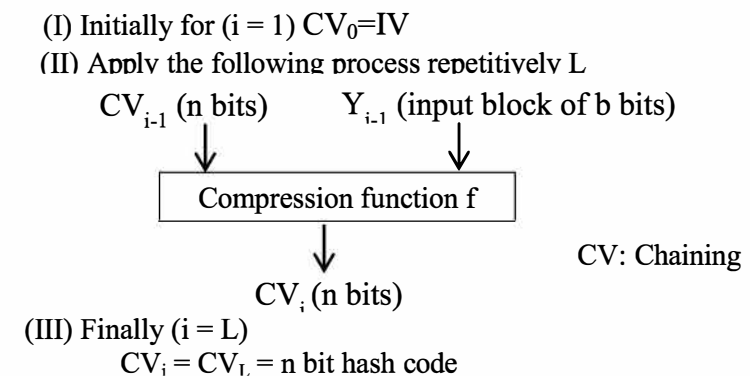 (I) Initially for (i = 1) CV₀=IV
(II) Apply the following process repetitively L
CVᵢ₋₁ (n bits) Yᵢ₋₁ (input block of b bits)
Compression function f
CV: Chaining
CVᵢ (n bits)
(III) Finally (i = L)
CVᵢ = CV_L = n bit hash code